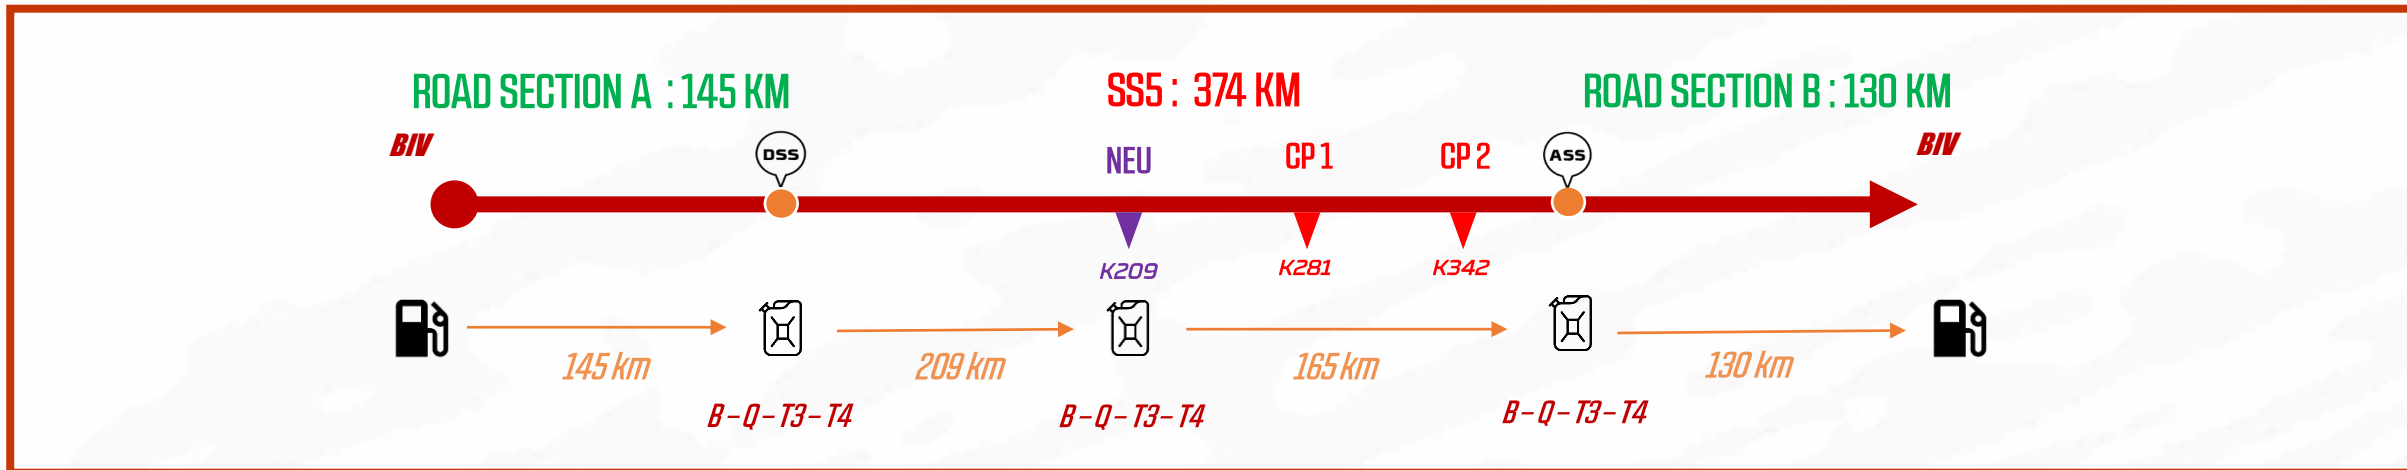 ROAD SECTION A : 145 KM
SS5 : 374 KM
ROAD SECTION B : 130 KM
BIV
DSS
NEU
CP 1
CP 2
ASS
BIV
K209
K281
K342
145 km
209 km
165 km
130 km
B – Q – T3 – T4
B – Q – T3 – T4
B – Q – T3 – T4